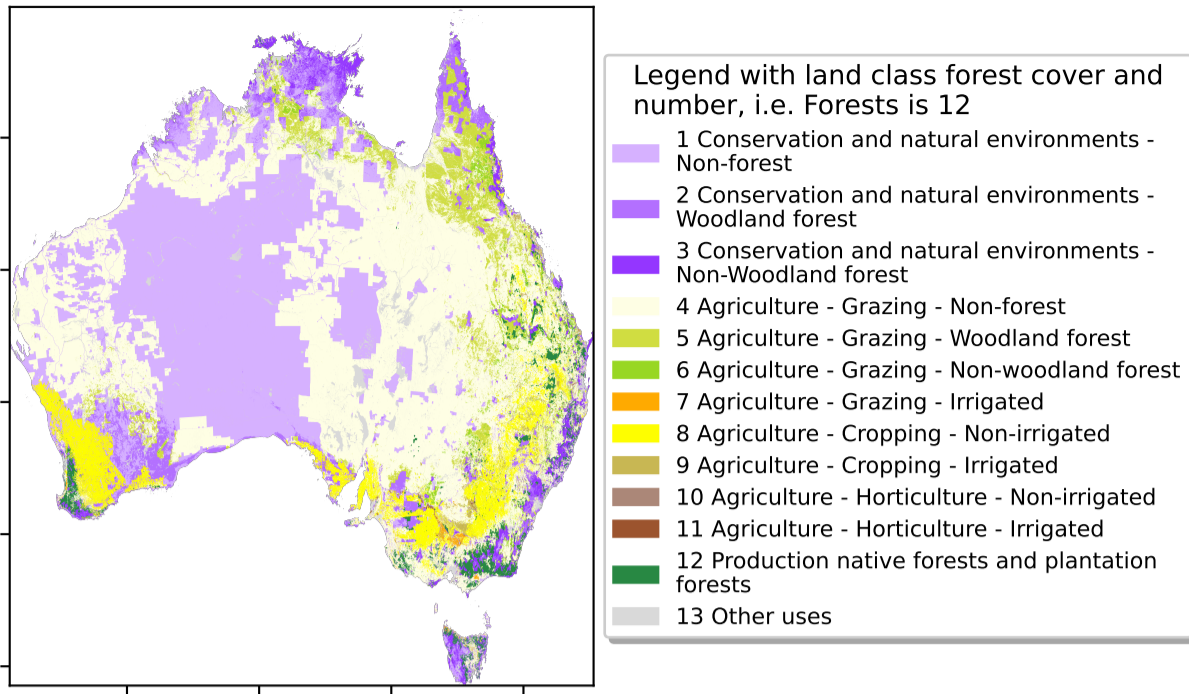 Legend with land class forest cover and
number, i.e. Forests is 12
1 Conservation and natural environments -
Non-forest
2 Conservation and natural environments -
Woodland forest
3 Conservation and natural environments -
Non-Woodland forest
4 Agriculture - Grazing - Non-forest
5 Agriculture - Grazing - Woodland forest
6 Agriculture - Grazing - Non-woodland forest
7 Agriculture - Grazing - Irrigated
8 Agriculture - Cropping - Non-irrigated
9 Agriculture - Cropping - Irrigated
10 Agriculture - Horticulture - Non-irrigated
11 Agriculture - Horticulture - Irrigated
12 Production native forests and plantation
forests
13 Other uses